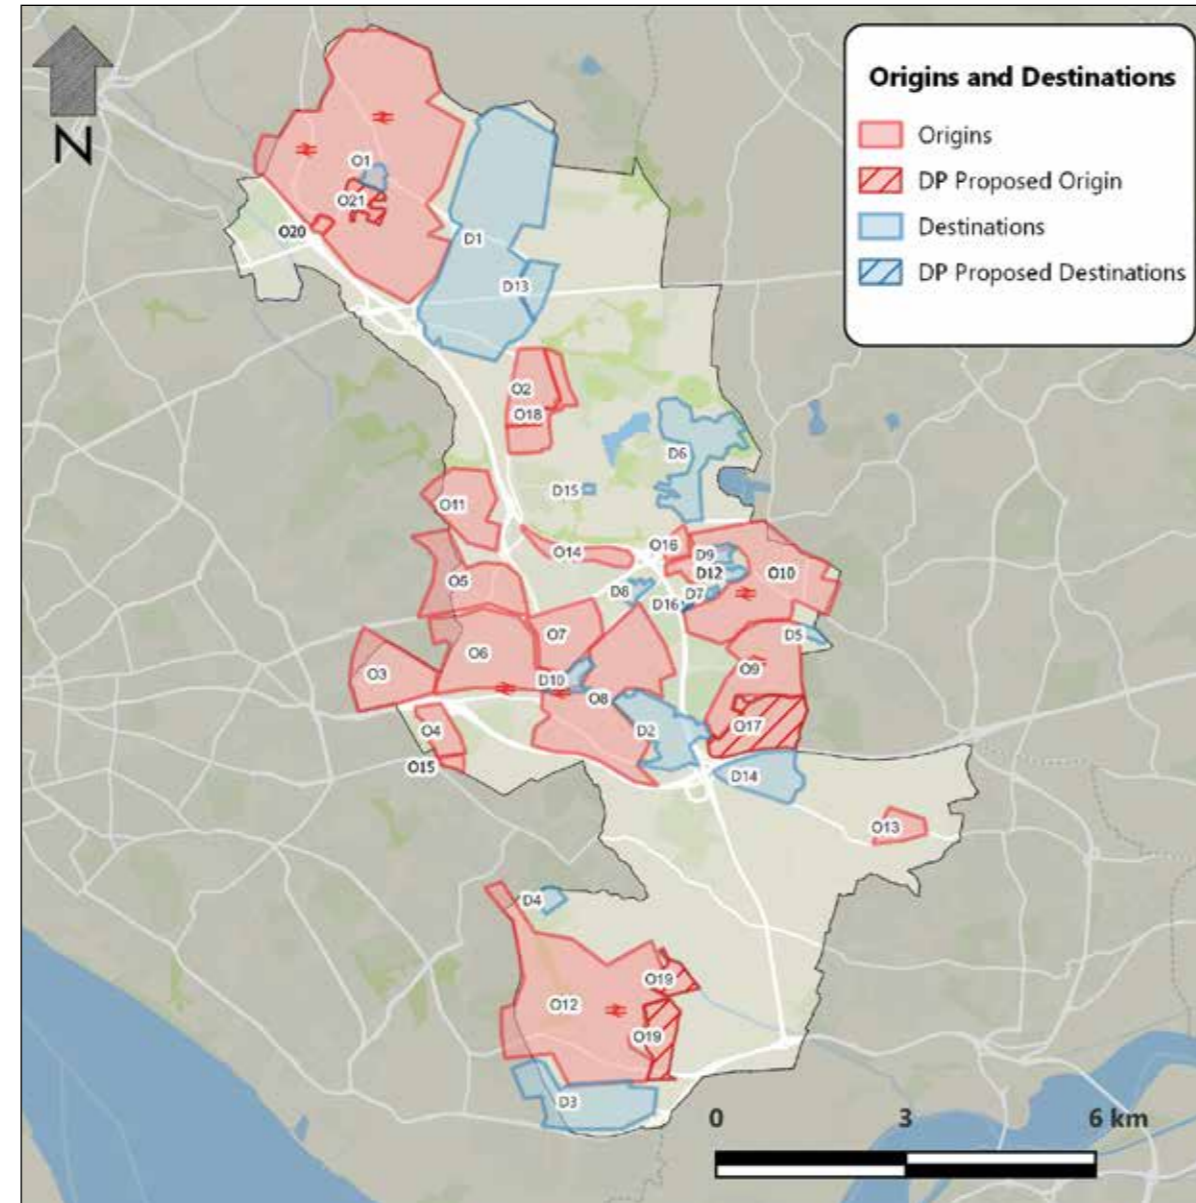 N
Origins and Destinations
Origins
DP Proposed Origin
Destinations
DP Proposed Destinations
O1
O21
O20
D1
D13
O2
O18
D6
D15
O11
O14
O16
D9
D12
O10
O5
D8
D7
D16
O7
D5
O6
O9
O3
D10
O8
O17
O4
D2
O15
D14
O13
D4
O19
O12
O19
D3
0 3 6 km